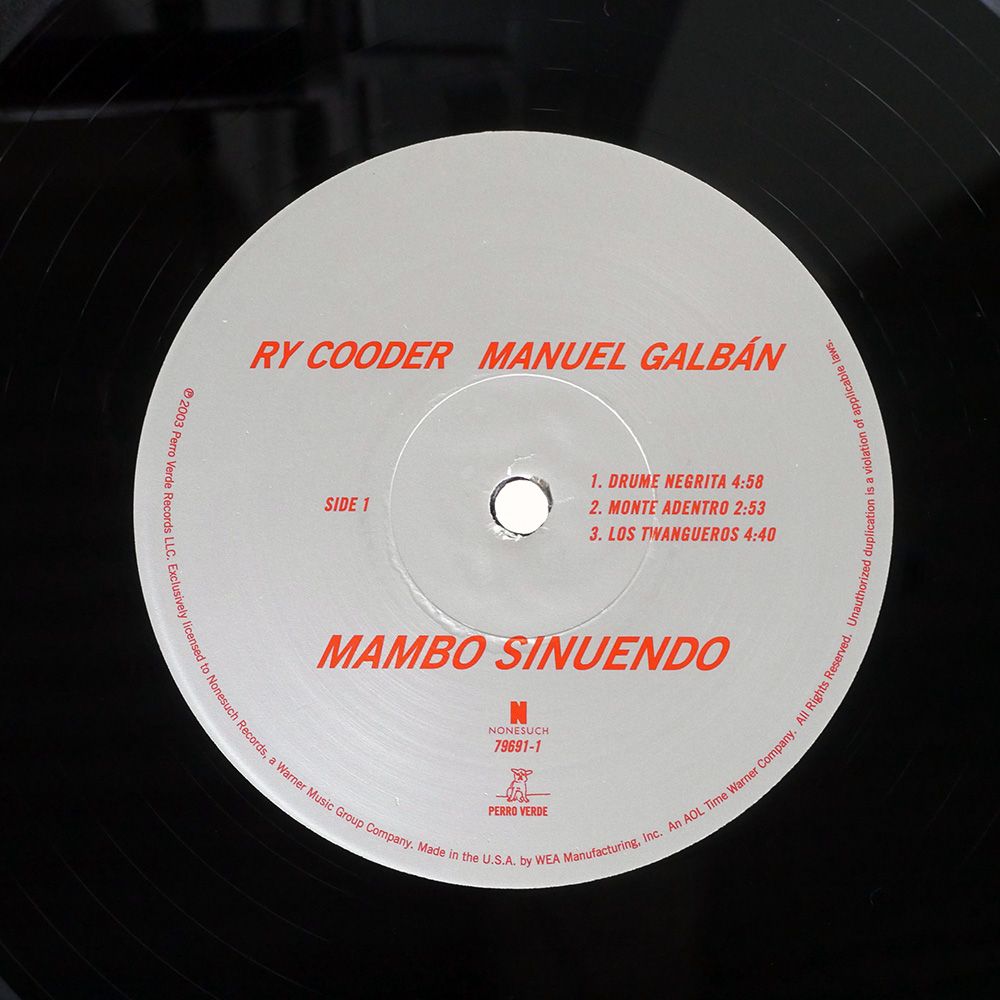 RY COODER MANUEL GALBÁN
SIDE 1
1. DRUME NEGRITA 4:58
2. MONTE ADENTRO 2:53
3. LOS TWANGUEROS 4:40
MAMBO SINUENDO
N
NONESUCH
79691-1
PERRO VERDE
℗ 2003 Perro Verde Records LLC. Exclusively licensed to Nonesuch Records, a Warner Music Group Company. Made in the U.S.A. by WEA Manufacturing, Inc. An AOL Time Warner Company. All Rights Reserved. Unauthorized duplication is a violation of applicable laws.